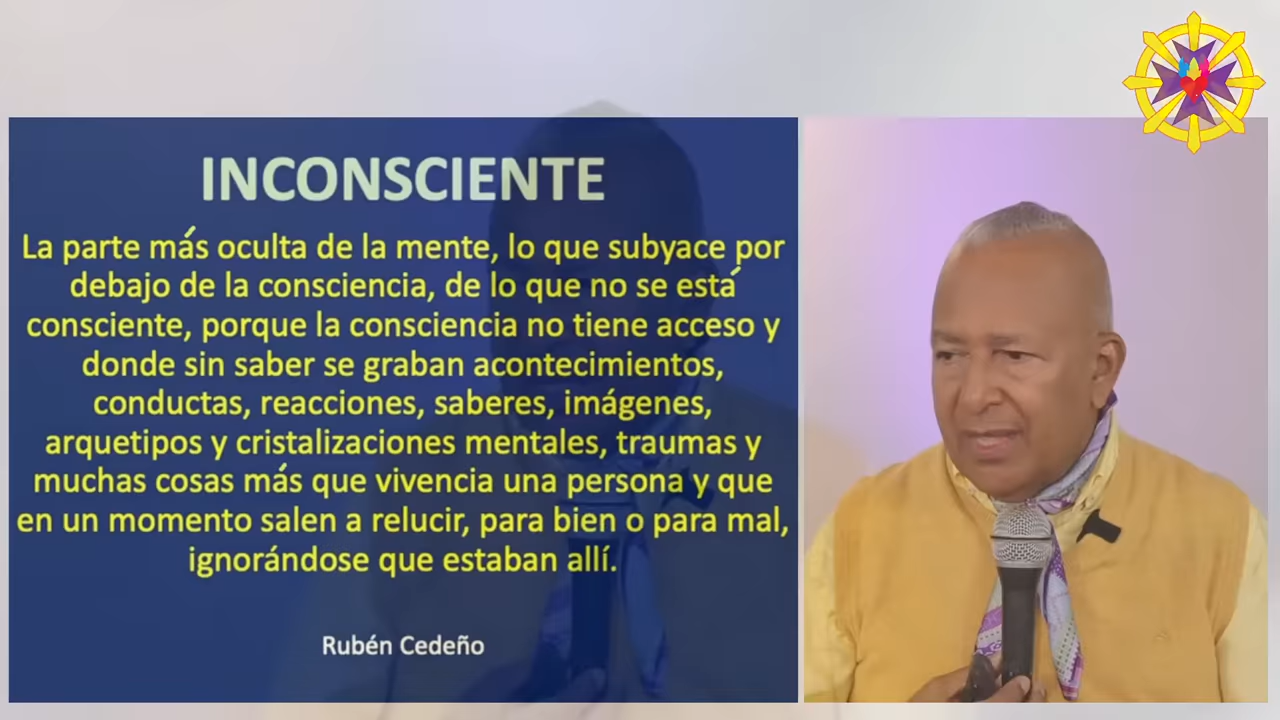 INCONSCIENTE
La parte más oculta de la mente, lo que subyace por
debajo de la consciencia, de lo que no se está
consciente, porque la consciencia no tiene acceso y
donde sin saber se graban acontecimientos,
conductas, reacciones, saberes, imágenes,
arquetipos y cristalizaciones mentales, traumas y
muchas cosas más que vivencia una persona y que
en un momento salen a relucir, para bien o para mal,
ignorándose que estaban allí.
Rubén Cedeño